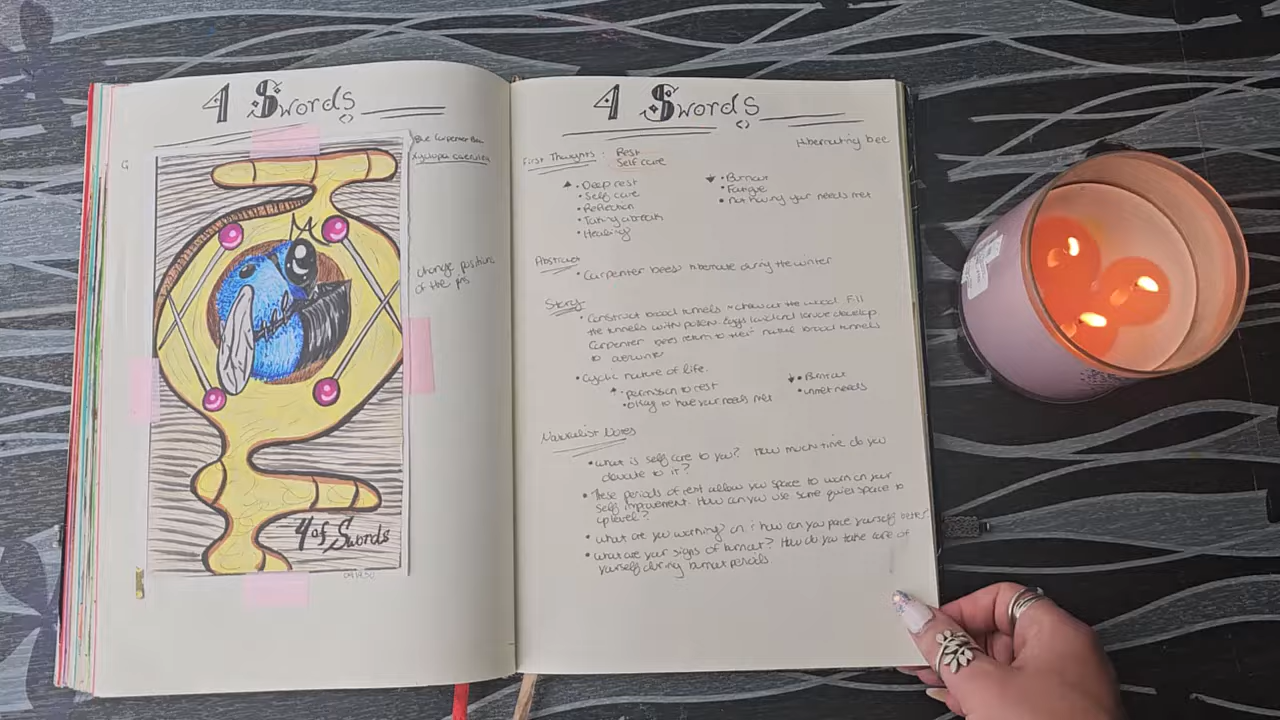 4 Swords
Blue Carpenter Bee
Xylocopa caerulea
change positions
of the pins
4 of Swords
4 Swords
Hibernating bee
First Thoughts: Rest
Self care
• Deep rest
• Self care
• Reflection
• Taking a break
• Healing
• Burnout
• Fatigue
• Not having your needs met
Abstract
• Carpenter bees hibernate during the winter
Story
• Construct brood tunnels chew out the wood. Fill
the tunnels with pollen. Eggs laid and larvae develop
Carpenter bees return to their natal brood tunnels
to overwinter
• Cyclic nature of life.
• permission to rest
• okay to have your needs met
• Burnout
• unmet needs
Naturalist Notes
• What is self care to you? How much time do you
devote to it?
• These periods of rest allow you space to work on your
self improvement. How can you use some quiet space to
up level?
• What are you working on & how can you pace yourself better
• What are your signs of burnout? How do you take care of
yourself during burnout periods